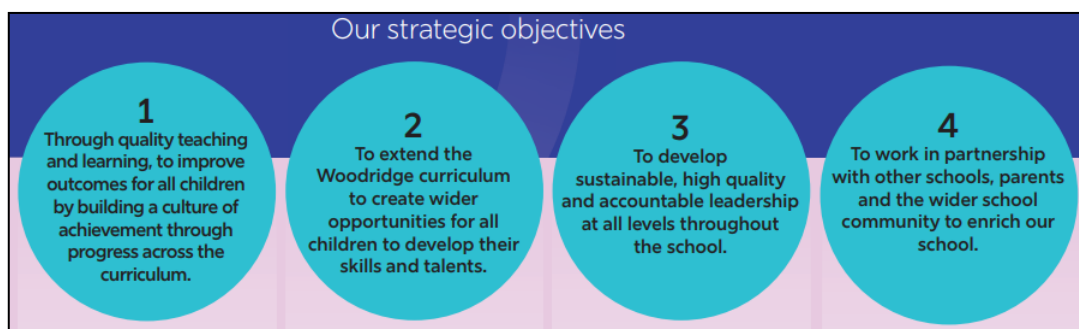 Our strategic objectives
1
Through quality teaching
and learning, to improve
outcomes for all children
by building a culture of
achievement through
progress across the
curriculum.
2
To extend the
Woodridge curriculum
to create wider
opportunities for all
children to develop their
skills and talents.
3
To develop
sustainable, high quality
and accountable leadership
at all levels throughout
the school.
4
To work in partnership
with other schools, parents
and the wider school
community to enrich our
school.